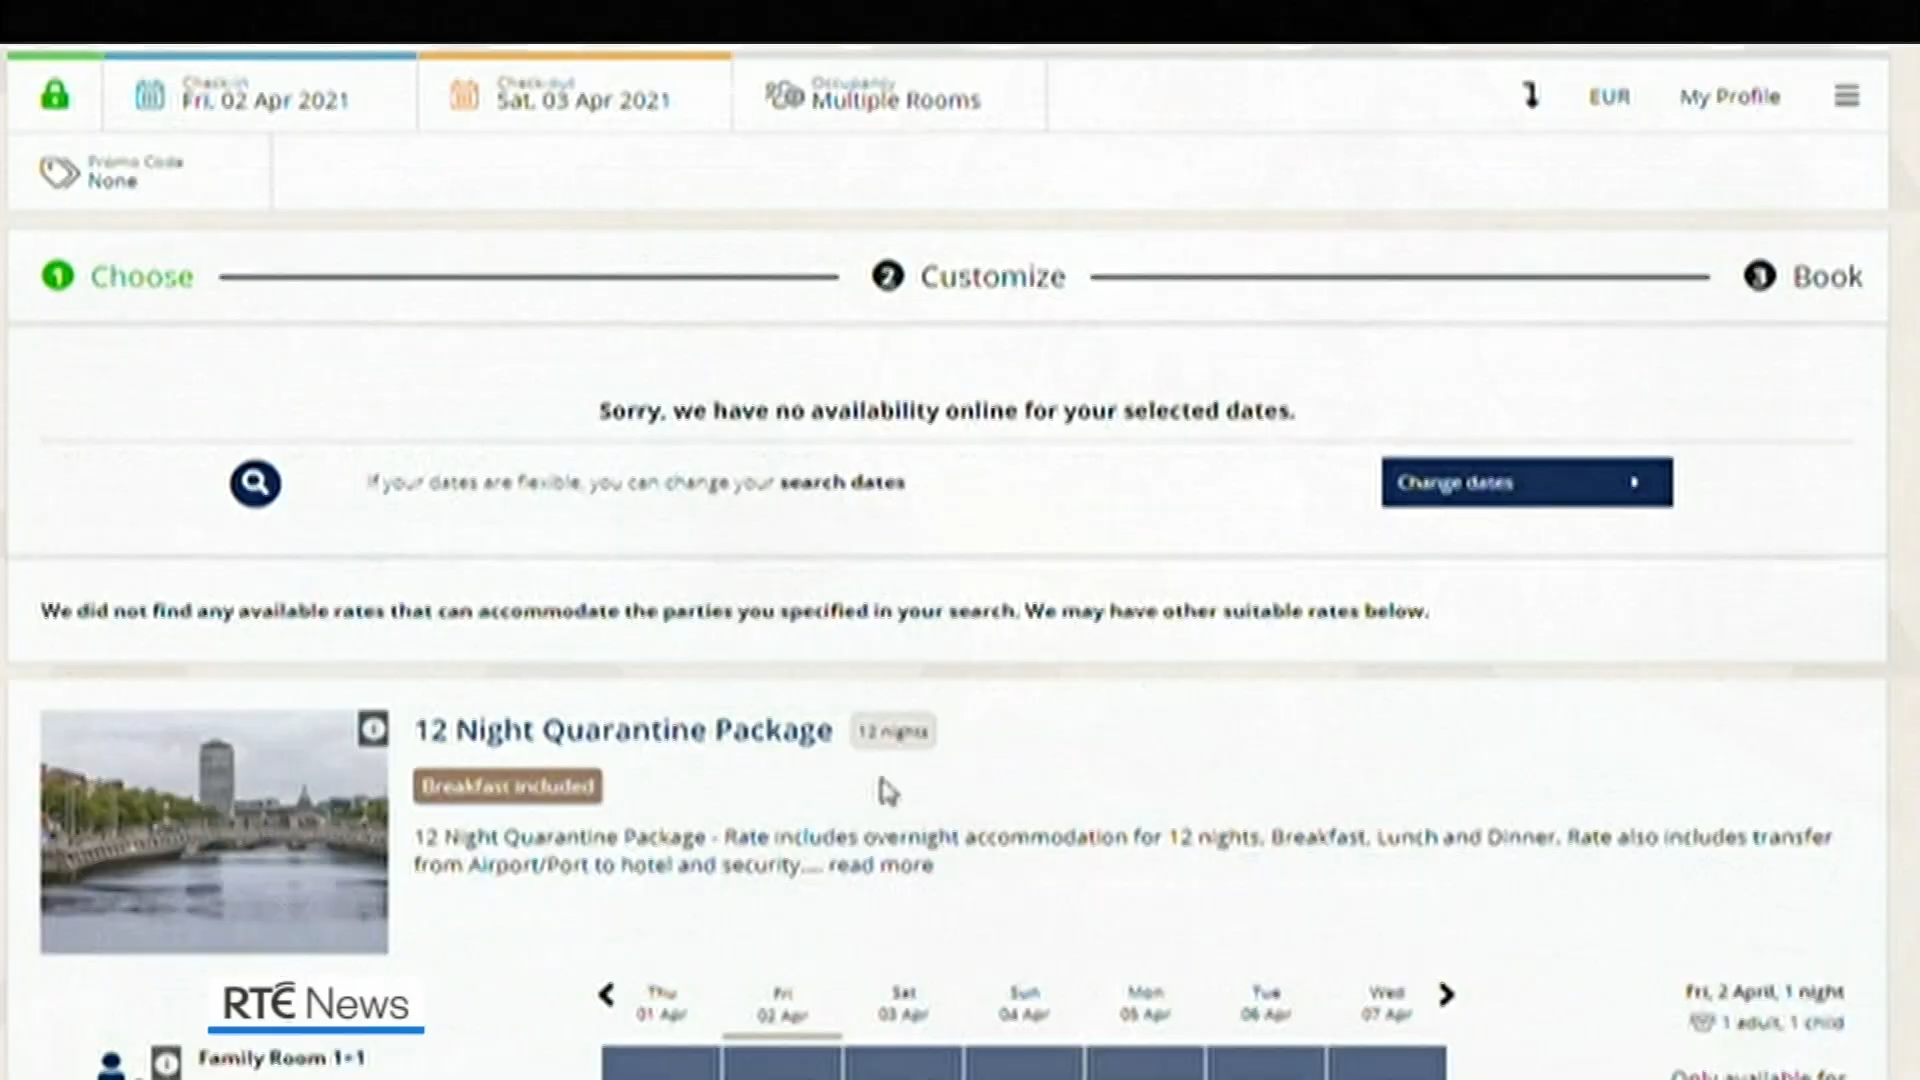 Check-in
Fri, 02 Apr 2021
Check-out
Sat, 03 Apr 2021
Occupancy
Multiple Rooms
EUR
My Profile
Promo Code
None
1 Choose
2 Customize
3 Book
Sorry, we have no availability online for your selected dates.
If your dates are flexible, you can change your search dates
Change dates
We did not find any available rates that can accommodate the parties you specified in your search. We may have other suitable rates below.
12 Night Quarantine Package
12 nights
Breakfast included
12 Night Quarantine Package - Rate includes overnight accommodation for 12 nights, Breakfast, Lunch and Dinner. Rate also includes transfer
from Airport/Port to hotel and security.... read more
RTÉ News
Thu Fri Sat Sun Mon Tue Wed
01 Apr 02 Apr 03 Apr 04 Apr 05 Apr 06 Apr 07 Apr
Fri, 2 April, 1 night
1 adult, 1 child
Family Room 1+1
Only available for